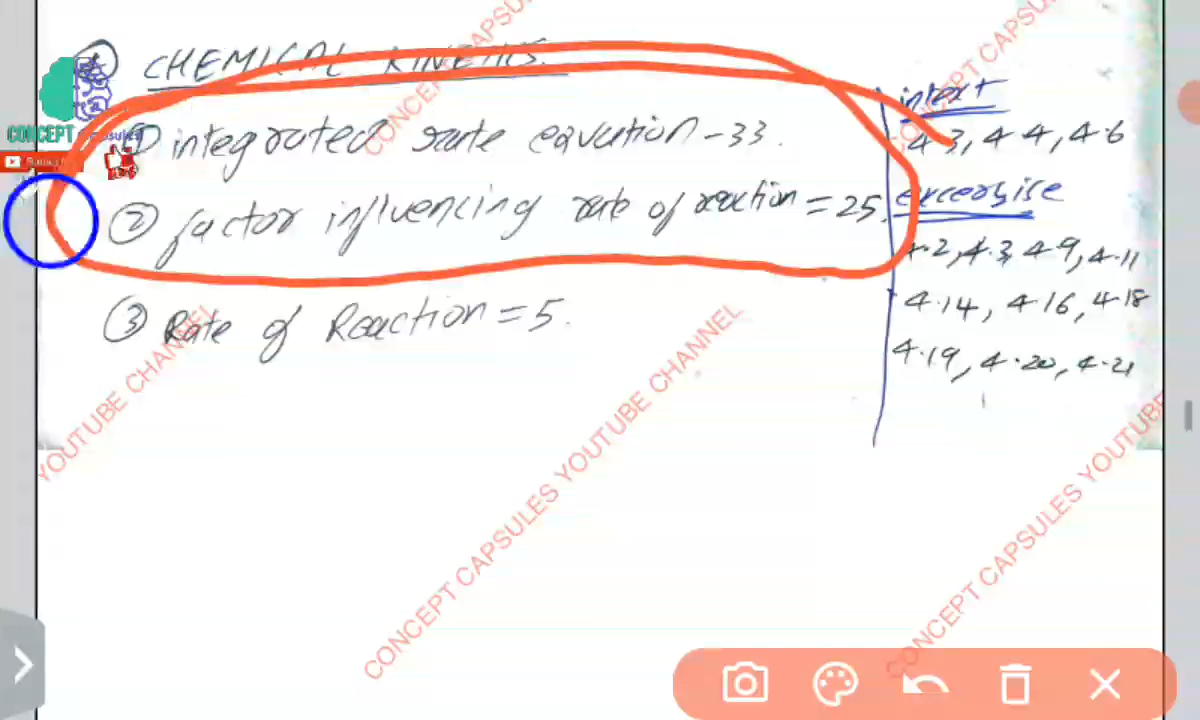 ④ CHEMICAL KINETICS.
① integrated rate equation - 33.
② factor influencing rate of reaction = 25.
③ Rate of Reaction = 5.
intext
4.3, 4.4, 4.6
excersise
4.2, 4.3, 4.9, 4.11
4.14, 4.16, 4.18
4.19, 4.20, 4.21
CONCEPT Capsules
CONCEPT CAPSULES YOUTUBE CHANNEL
CONCEPT CAPSULES YOUTUBE CHANNEL
YOUTUBE CHANNEL